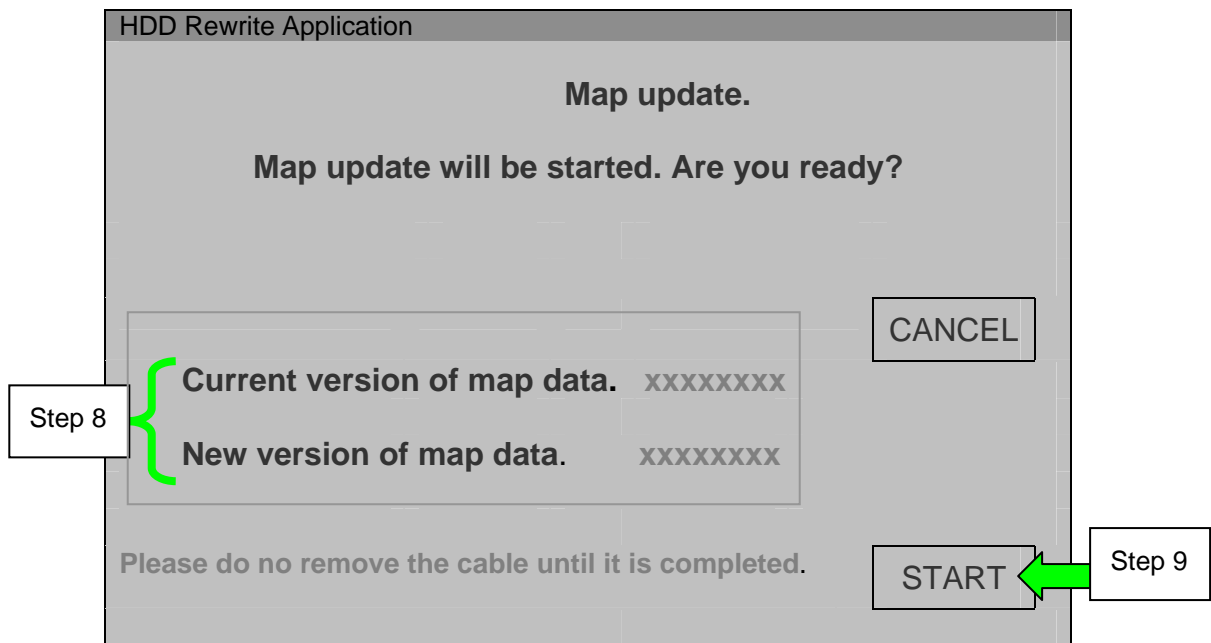 HDD Rewrite Application
Map update.
Map update will be started. Are you ready?
CANCEL
Current version of map data. xxxxxxxx
Step 8
New version of map data. xxxxxxxx
Please do no remove the cable until it is completed.
START
Step 9